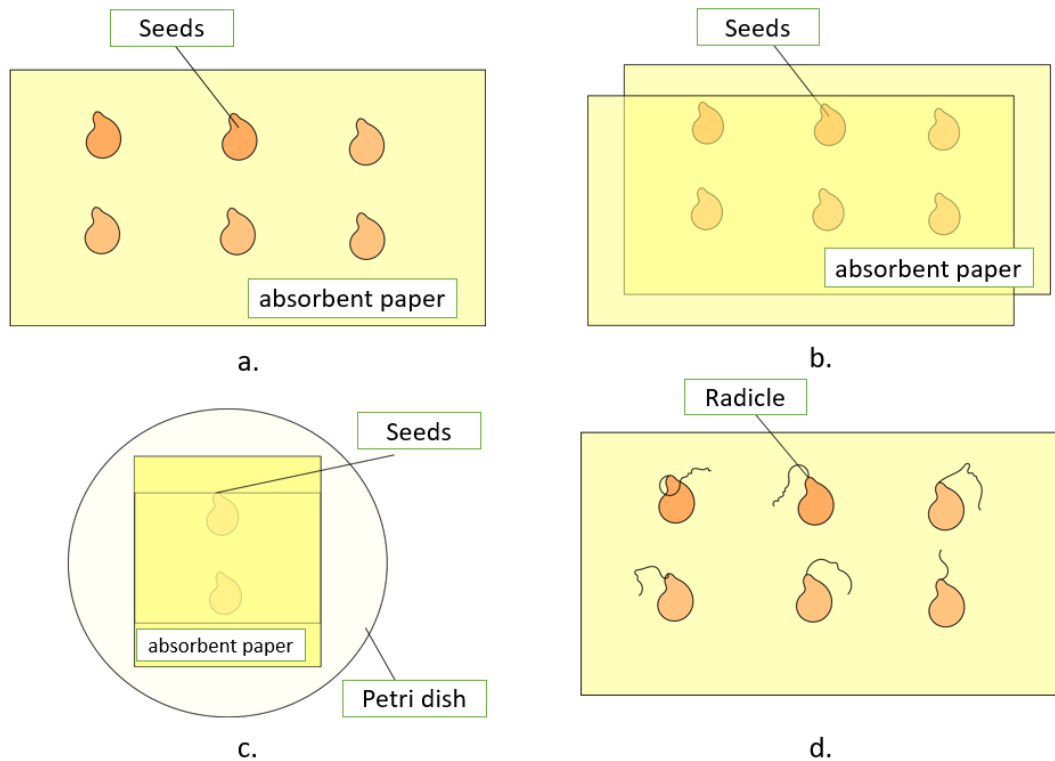 Seeds
absorbent paper
a.
Seeds
absorbent paper
b.
Seeds
absorbent paper
Petri dish
c.
Radicle
d.